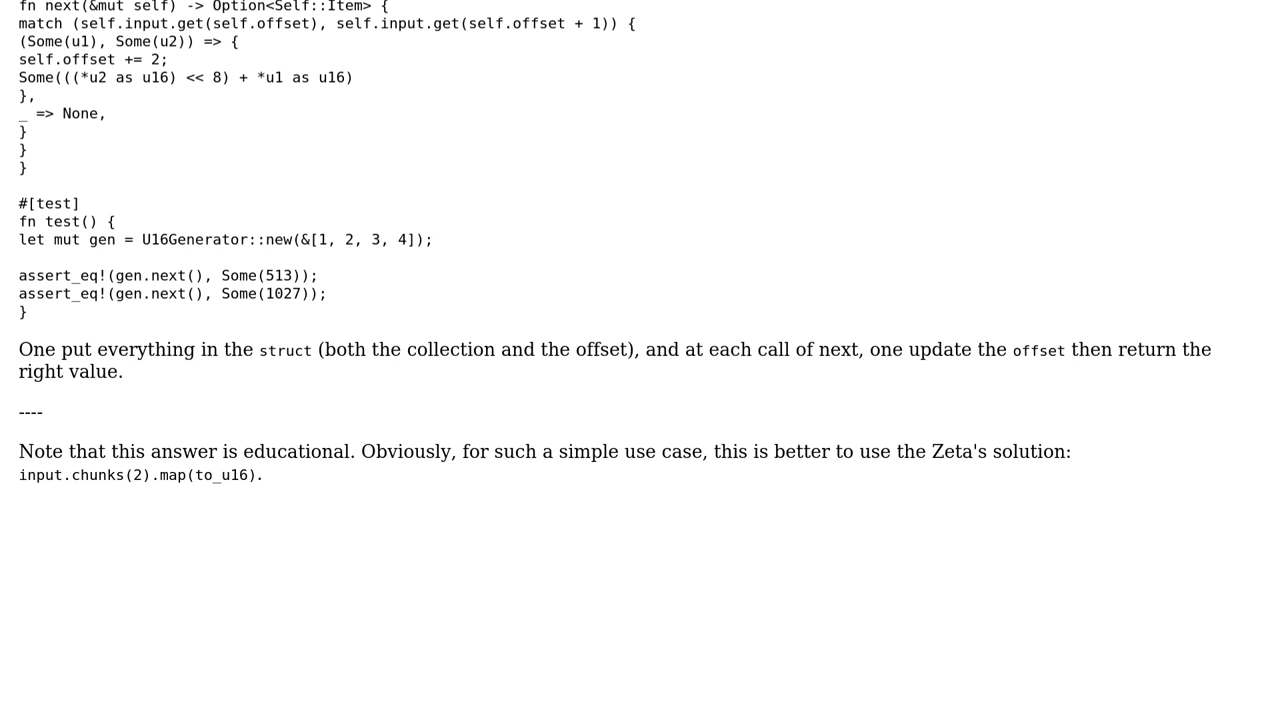 fn next(&mut self) -> Option<Self::Item> {
match (self.input.get(self.offset), self.input.get(self.offset + 1)) {
(Some(u1), Some(u2)) => {
self.offset += 2;
Some(((*u2 as u16) << 8) + *u1 as u16)
},
_ => None,
}
}
}

#[test]
fn test() {
let mut gen = U16Generator::new(&[1, 2, 3, 4]);

assert_eq!(gen.next(), Some(513));
assert_eq!(gen.next(), Some(1027));
}

One put everything in the struct (both the collection and the offset), and at each call of next, one update the offset then return the
right value.

----

Note that this answer is educational. Obviously, for such a simple use case, this is better to use the Zeta's solution:
input.chunks(2).map(to_u16).